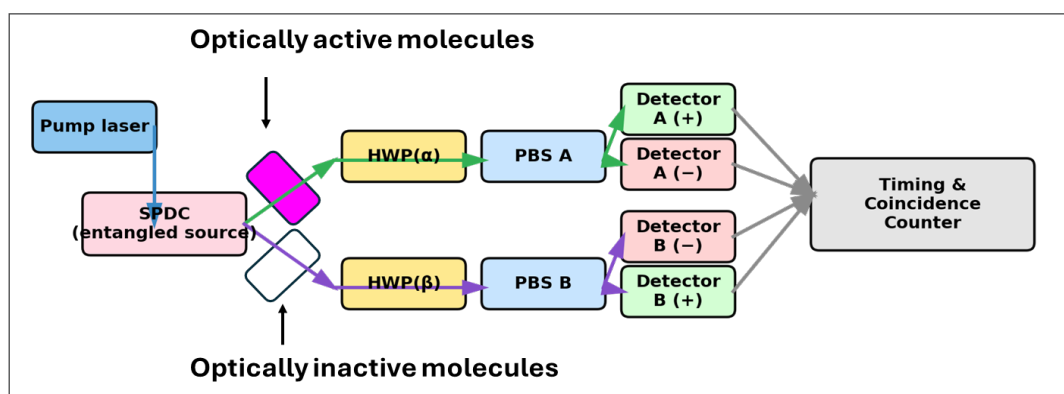 Optically active molecules
Pump laser
SPDC
(entangled source)
HWP(α)
PBS A
Detector
A (+)
Detector
A (−)
HWP(β)
PBS B
Detector
B (−)
Detector
B (+)
Timing &
Coincidence
Counter
Optically inactive molecules